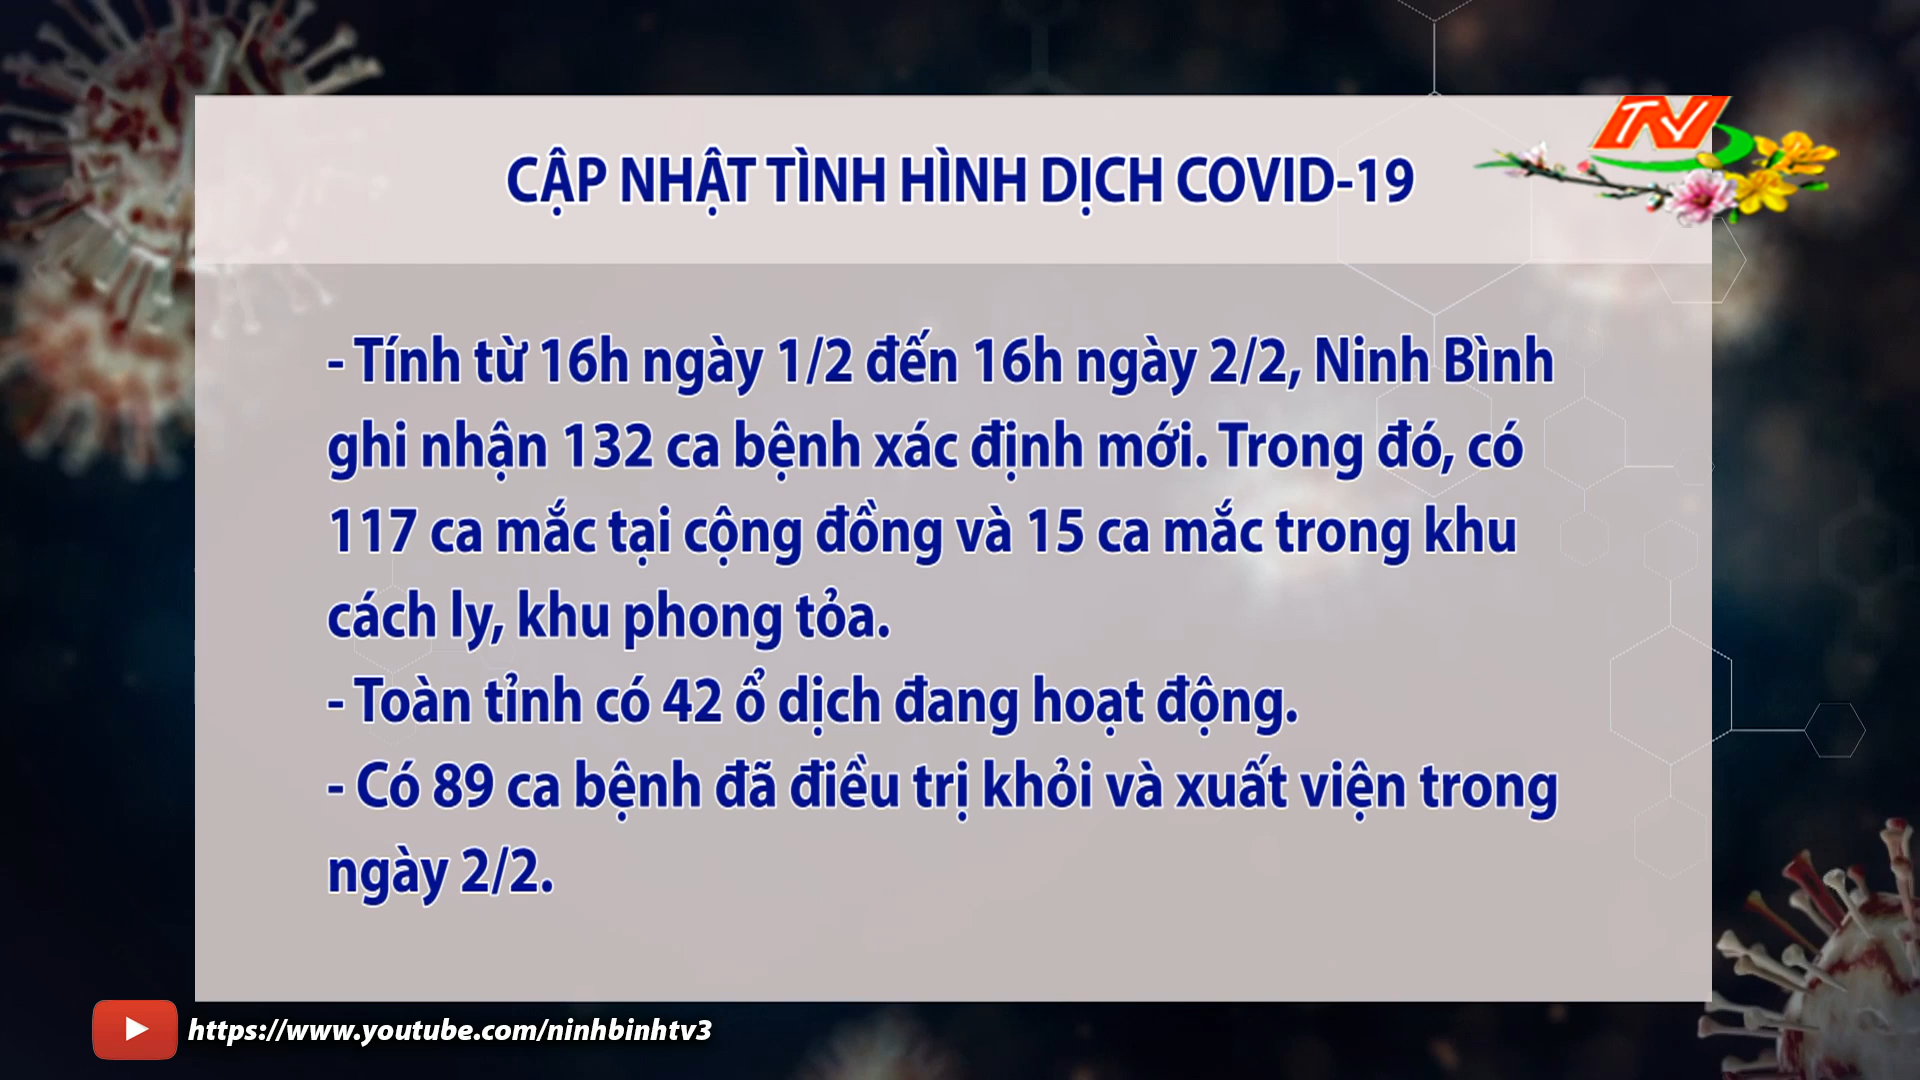 TV
CẬP NHẬT TÌNH HÌNH DỊCH COVID-19
- Tính từ 16h ngày 1/2 đến 16h ngày 2/2, Ninh Bình
ghi nhận 132 ca bệnh xác định mới. Trong đó, có
117 ca mắc tại cộng đồng và 15 ca mắc trong khu
cách ly, khu phong tỏa.
- Toàn tỉnh có 42 ổ dịch đang hoạt động.
- Có 89 ca bệnh đã điều trị khỏi và xuất viện trong
ngày 2/2.
https://www.youtube.com/ninhbinhtv3